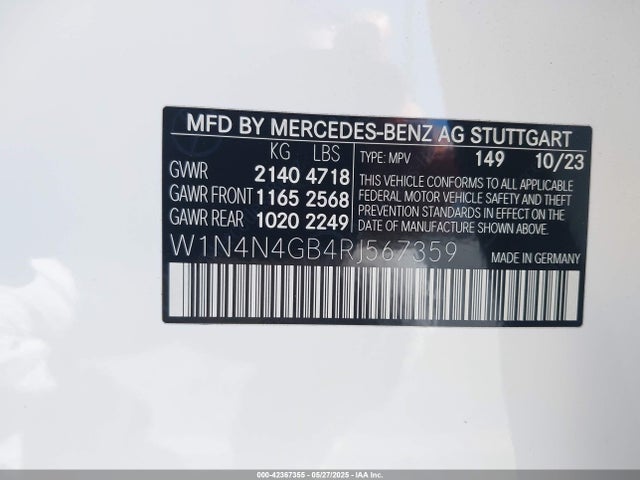 MFD BY MERCEDES-BENZ AG STUTTGART
KG LBS
GVWR 2140 4718
GAWR FRONT 1165 2568
GAWR REAR 1020 2249
TYPE: MPV 149 10/23
THIS VEHICLE CONFORMS TO ALL APPLICABLE
FEDERAL MOTOR VEHICLE SAFETY AND THEFT
PREVENTION STANDARDS IN EFFECT ON THE
DATE OF MANUFACTURE SHOWN ABOVE.
W1N4N4GB4RJ567359
MADE IN GERMANY
000-42367355 | 05/27/2025 | IAA Inc.